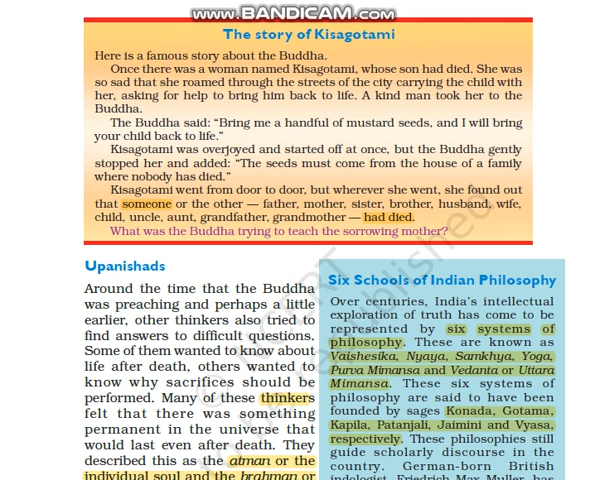 www.BANDICAM.com
The story of Kisagotami
Here is a famous story about the Buddha.
Once there was a woman named Kisagotami, whose son had died. She was
so sad that she roamed through the streets of the city carrying the child with
her, asking for help to bring him back to life. A kind man took her to the
Buddha.
The Buddha said: “Bring me a handful of mustard seeds, and I will bring
your child back to life.”
Kisagotami was overjoyed and started off at once, but the Buddha gently
stopped her and added: “The seeds must come from the house of a family
where nobody has died.”
Kisagotami went from door to door, but wherever she went, she found out
that someone or the other — father, mother, sister, brother, husband, wife,
child, uncle, aunt, grandfather, grandmother — had died.
What was the Buddha trying to teach the sorrowing mother?
Upanishads
Around the time that the Buddha
was preaching and perhaps a little
earlier, other thinkers also tried to
find answers to difficult questions.
Some of them wanted to know about
life after death, others wanted to
know why sacrifices should be
performed. Many of these thinkers
felt that there was something
permanent in the universe that
would last even after death. They
described this as the atman or the
individual soul and the brahman or
Six Schools of Indian Philosophy
Over centuries, India’s intellectual
exploration of truth has come to be
represented by six systems of
philosophy. These are known as
Vaishesika, Nyaya, Samkhya, Yoga,
Purva Mimansa and Vedanta or Uttara
Mimansa. These six systems of
philosophy are said to have been
founded by sages Konada, Gotama,
Kapila, Patanjali, Jaimini and Vyasa,
respectively. These philosophies still
guide scholarly discourse in the
country. German-born British
indologist, Friedrich Max Muller, has
© NCERT
be republished